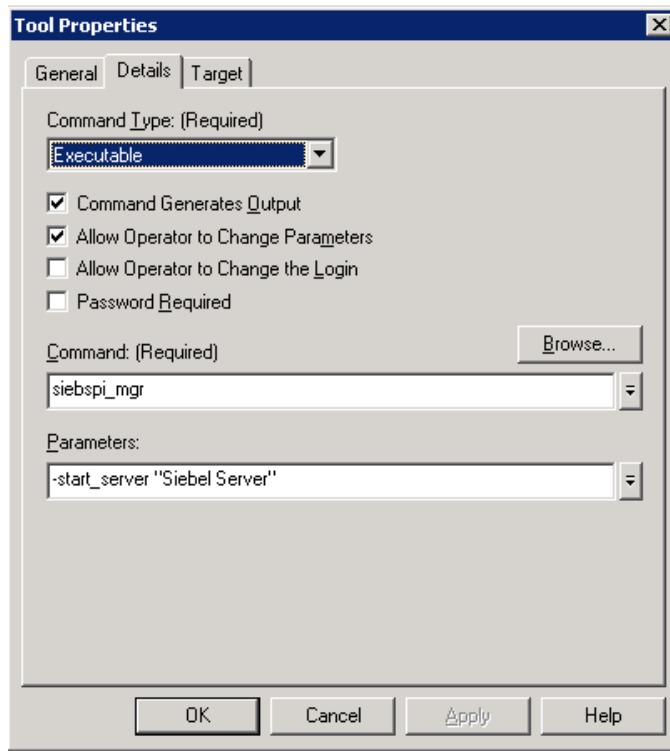 Tool Properties
General Details Target
Command Type: (Required)
Executable
Command Generates Output
Allow Operator to Change Parameters
Allow Operator to Change the Login
Password Required
Browse...
Command: (Required)
siebspi_mgr
Parameters:
-start_server "Siebel Server"
OK Cancel Apply Help